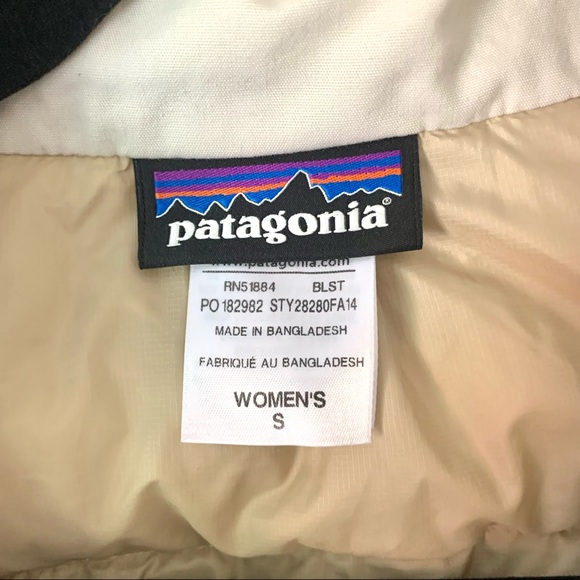 patagonia®
www.patagonia.com
RN51884 BLST
PO 182982 STY28280FA14
MADE IN BANGLADESH
FABRIQUÉ AU BANGLADESH
WOMEN'S
S